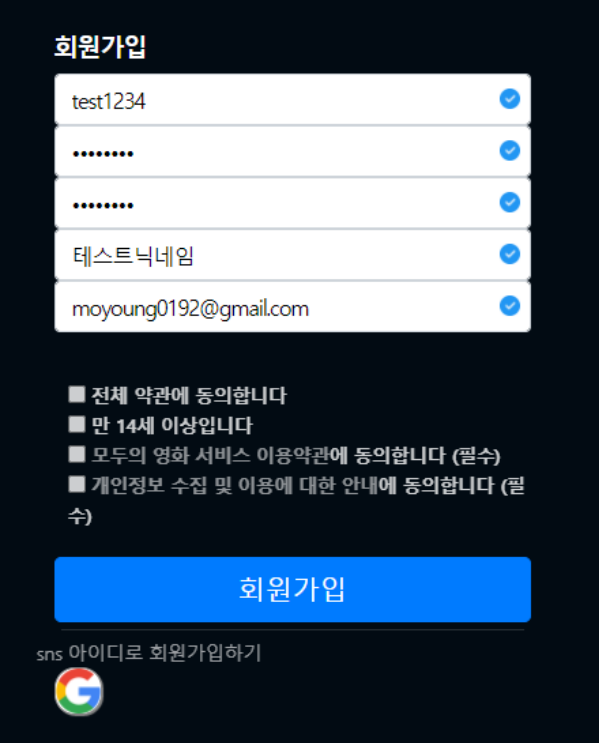 회원가입
test1234
••••••••
••••••••
테스트닉네임
moyoung0192@gmail.com
전체 약관에 동의합니다
만 14세 이상입니다
모두의 영화 서비스 이용약관에 동의합니다 (필수)
개인정보 수집 및 이용에 대한 안내에 동의합니다 (필
수)
회원가입
sns 아이디로 회원가입하기
G